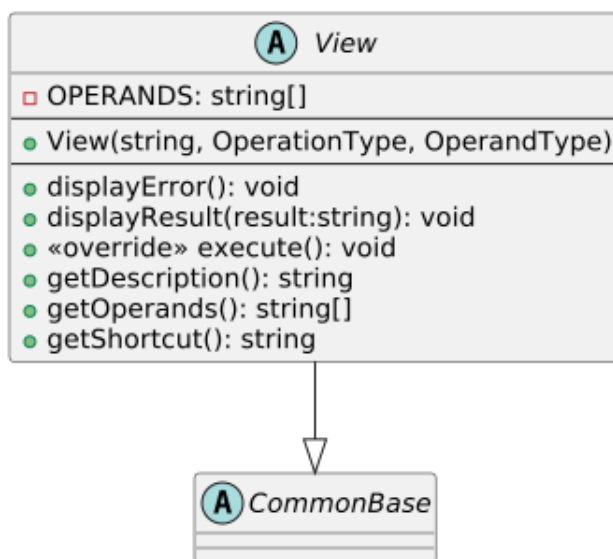 A View
OPERANDS: string[]
View(string, OperationType, OperandType)
displayError(): void
displayResult(result:string): void
«override» execute(): void
getDescription(): string
getOperands(): string[]
getShortcut(): string
A CommonBase